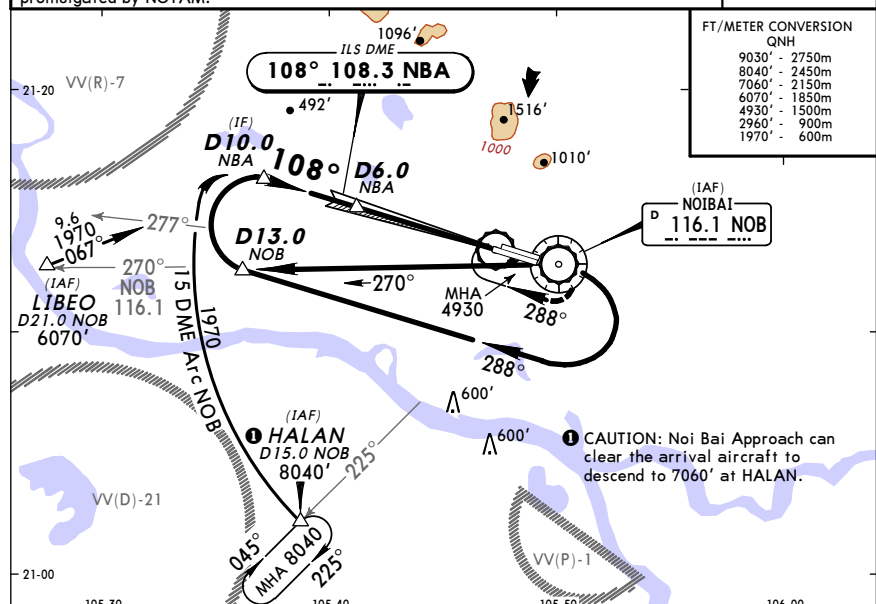 promulgated by NOTAM.
FT/METER CONVERSION
QNH
9030' - 2750m
8040' - 2450m
7060' - 2150m
6070' - 1850m
4930' - 1500m
2960' - 900m
1970' - 600m
1096'
ILS DME
108° 108.3 NBA
21-20
VV(R)-7
492'
1516'
1000
1010'
(IF)
D10.0
NBA
108°
D6.0
NBA
(IAF)
NOIBAI
D 116.1 NOB
9.6
1970
067°
277°
D13.0
NOB
270°
NOB
116.1
(IAF)
LIBEO
D21.0 NOB
6070'
270°
MHA
4930
288°
288°
15 DME Arc NOB
1970
600'
600'
(IAF)
1 HALAN
D15.0 NOB
8040'
225°
1 CAUTION: Noi Bai Approach can
clear the arrival aircraft to
descend to 7060' at HALAN.
VV(D)-21
045°
MHA 8040
225°
VV(P)-1
21-00
105-30
105-40
105-50
106-00